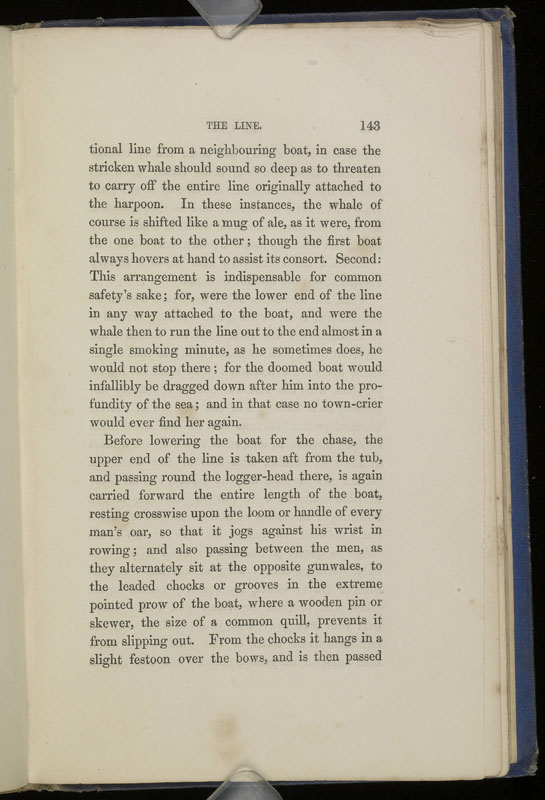 THE LINE. 143
tional line from a neighbouring boat, in case the
stricken whale should sound so deep as to threaten
to carry off the entire line originally attached to
the harpoon. In these instances, the whale of
course is shifted like a mug of ale, as it were, from
the one boat to the other; though the first boat
always hovers at hand to assist its consort. Second:
This arrangement is indispensable for common
safety's sake; for, were the lower end of the line
in any way attached to the boat, and were the
whale then to run the line out to the end almost in a
single smoking minute, as he sometimes does, he
would not stop there; for the doomed boat would
infallibly be dragged down after him into the pro-
fundity of the sea; and in that case no town-crier
would ever find her again.
Before lowering the boat for the chase, the
upper end of the line is taken aft from the tub,
and passing round the logger-head there, is again
carried forward the entire length of the boat,
resting crosswise upon the loom or handle of every
man's oar, so that it jogs against his wrist in
rowing; and also passing between the men, as
they alternately sit at the opposite gunwales, to
the leaded chocks or grooves in the extreme
pointed prow of the boat, where a wooden pin or
skewer, the size of a common quill, prevents it
from slipping out. From the chocks it hangs in a
slight festoon over the bows, and is then passed